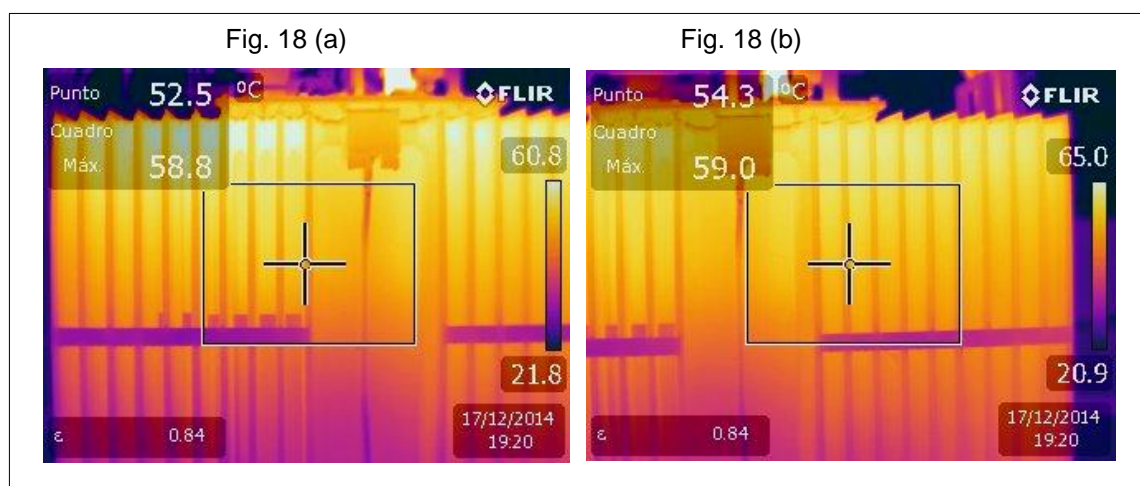 Fig. 18 (a)
Punto 52.5 ºC
FLIR
Cuadro
Máx. 58.8
60.8
21.8
ε 0.84
17/12/2014
19:20
Fig. 18 (b)
Punto 54.3 ºC
FLIR
Cuadro
Máx. 59.0
65.0
20.9
ε 0.84
17/12/2014
19:20